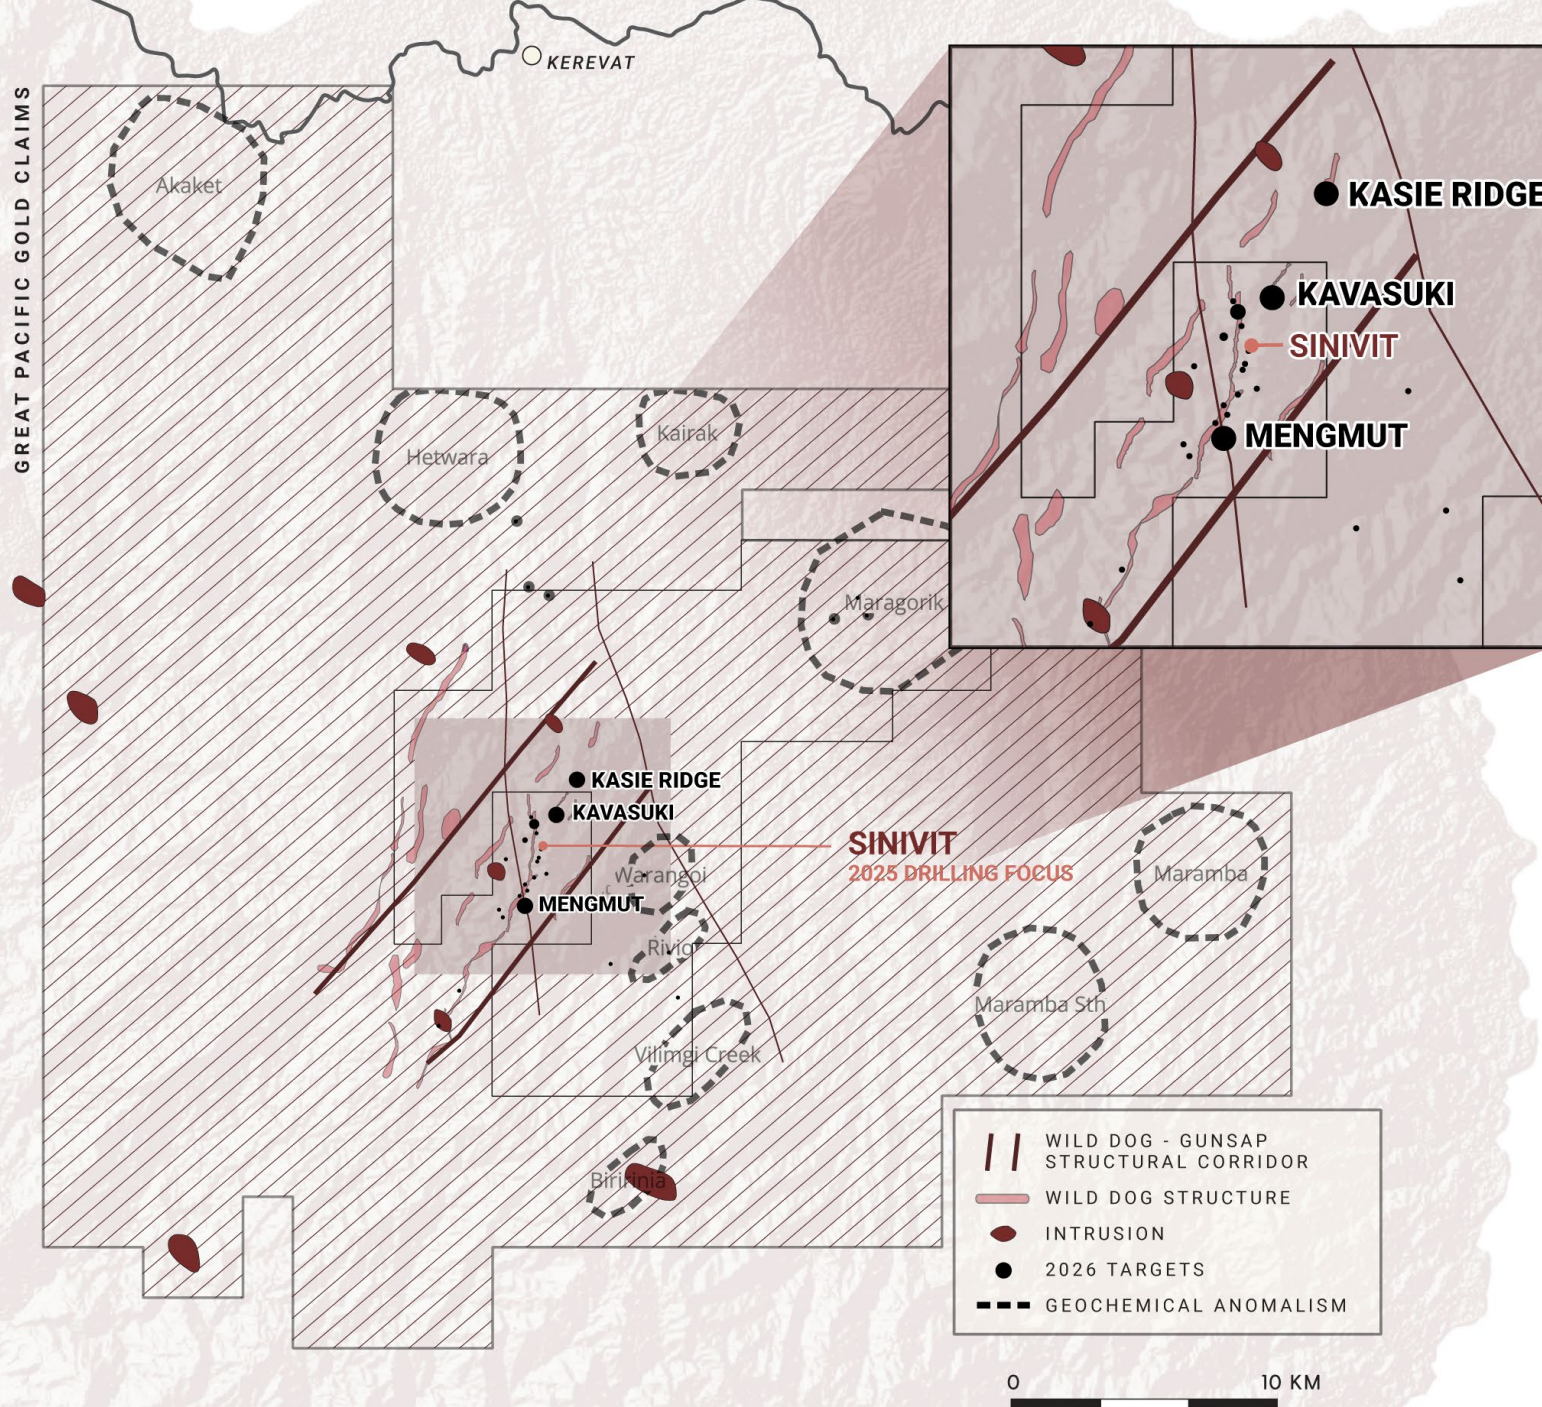 GREAT PACIFIC GOLD CLAIMS
KEREVAT
Akaket
Hetwara
Kairak
Maragorik
KASIE RIDGE
KAVASUKI
SINIVIT
MENGMUT
KASIE RIDGE
KAVASUKI
SINIVIT
2025 DRILLING FOCUS
Warangoi
MENGMUT
Rivio
Maramba
Maramba Sth
Vilimgi Creek
Biririnia
WILD DOG - GUNSAP
STRUCTURAL CORRIDOR
WILD DOG STRUCTURE
INTRUSION
2026 TARGETS
GEOCHEMICAL ANOMALISM
0
10 KM